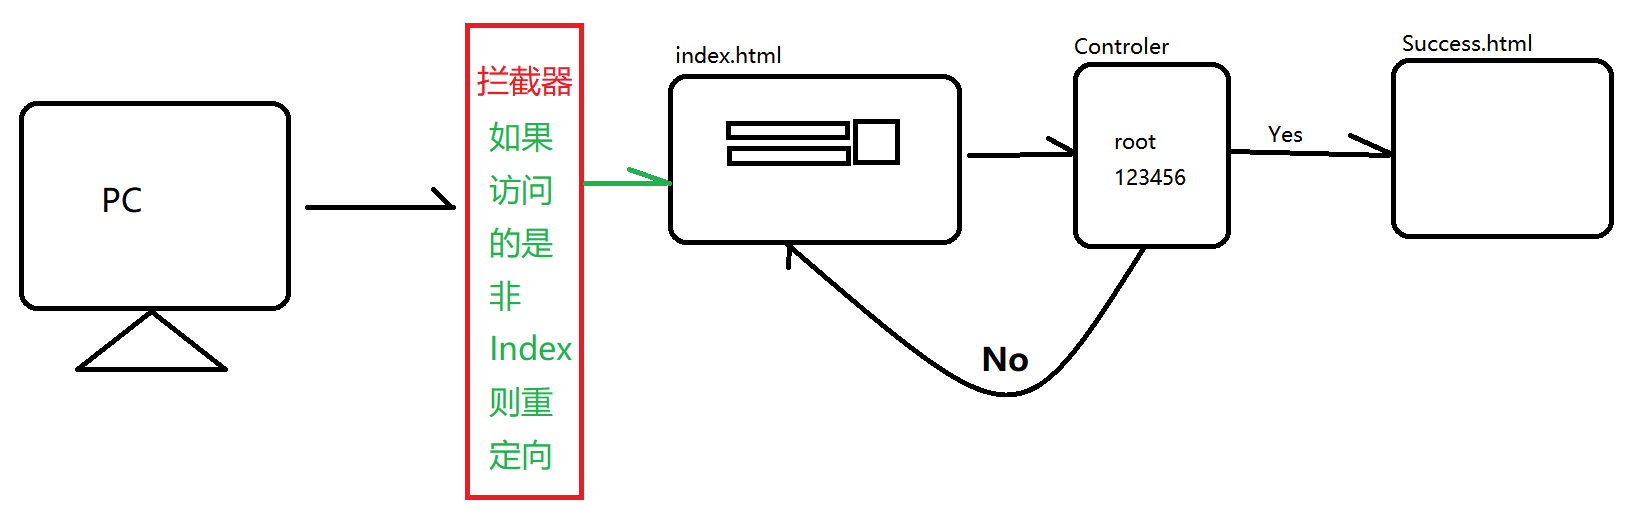 PC
拦截器
如果
访问
的是
非
Index
则重
定向
index.html
Controler
root
123456
No
Yes
Success.html